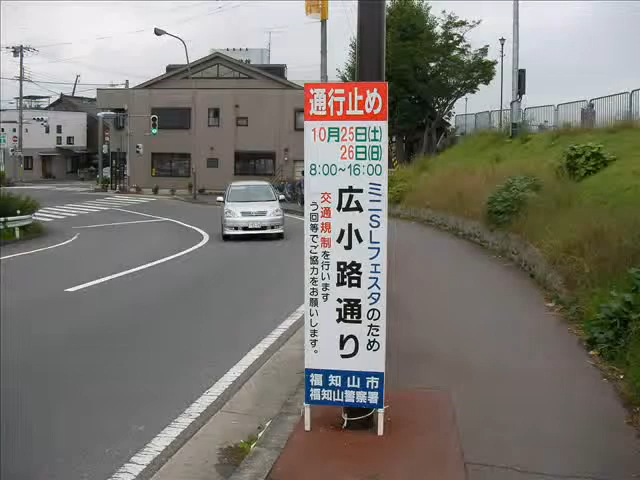 通行止め
10月25日(土)
26日(日)
8:00~16:00
ミニSLフェスタのため
広小路通り
交通規制を行います
う回等でご協力をお願いします。
福知山市
福知山警察署